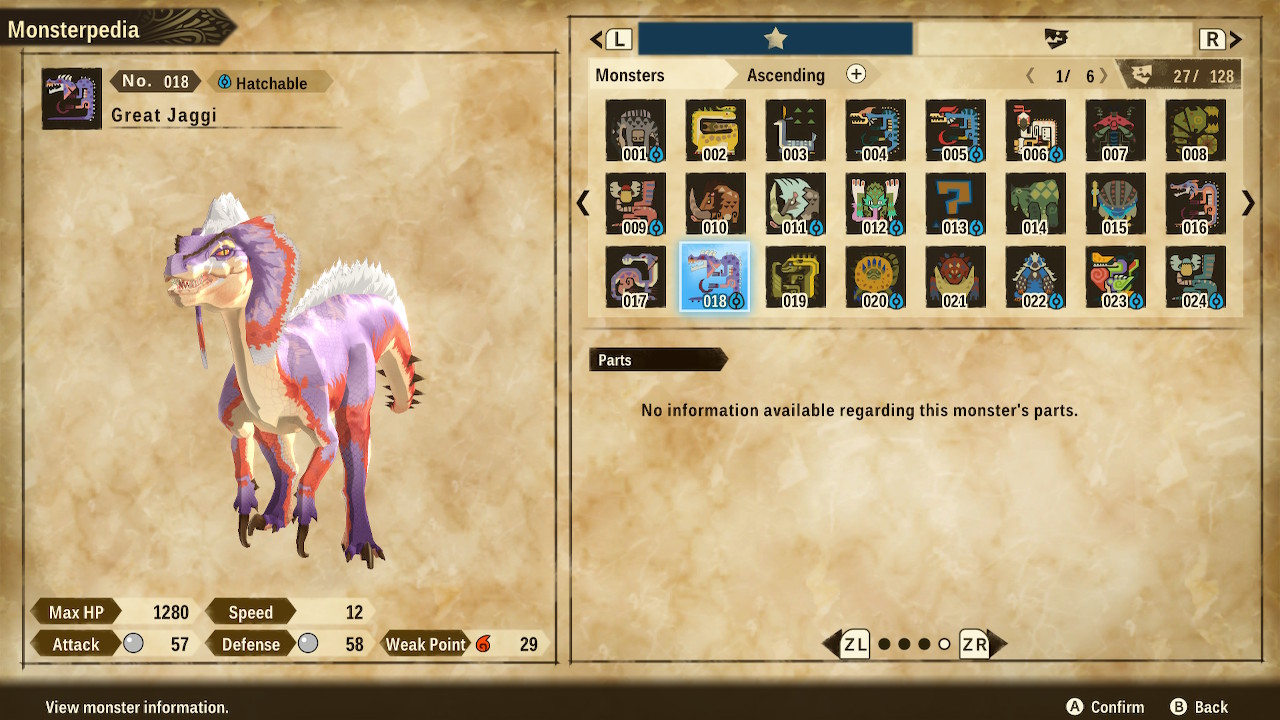 Monsterpedia
No. 018
Hatchable
Great Jaggi
L
R
Monsters
Ascending
1/ 6
27/ 128
001 002 003 004 005 006 007 008
009 010 011 012 013 014 015 016
017 018 019 020 021 022 023 024
Parts
No information available regarding this monster's parts.
Max HP 1280 Speed 12
Attack 57 Defense 58 Weak Point 29
ZL ZR
View monster information.
A Confirm B Back